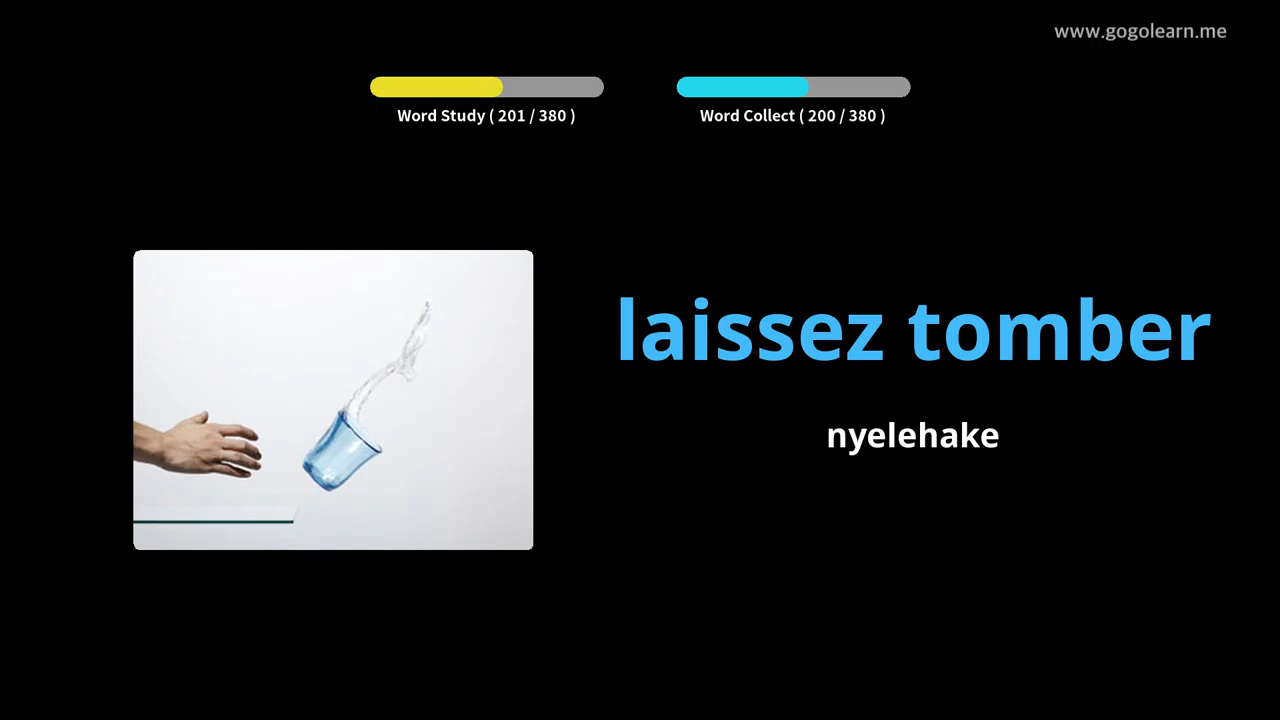 www.gogolearn.me
Word Study ( 201 / 380 )
Word Collect ( 200 / 380 )
laissez tomber
nyelehake